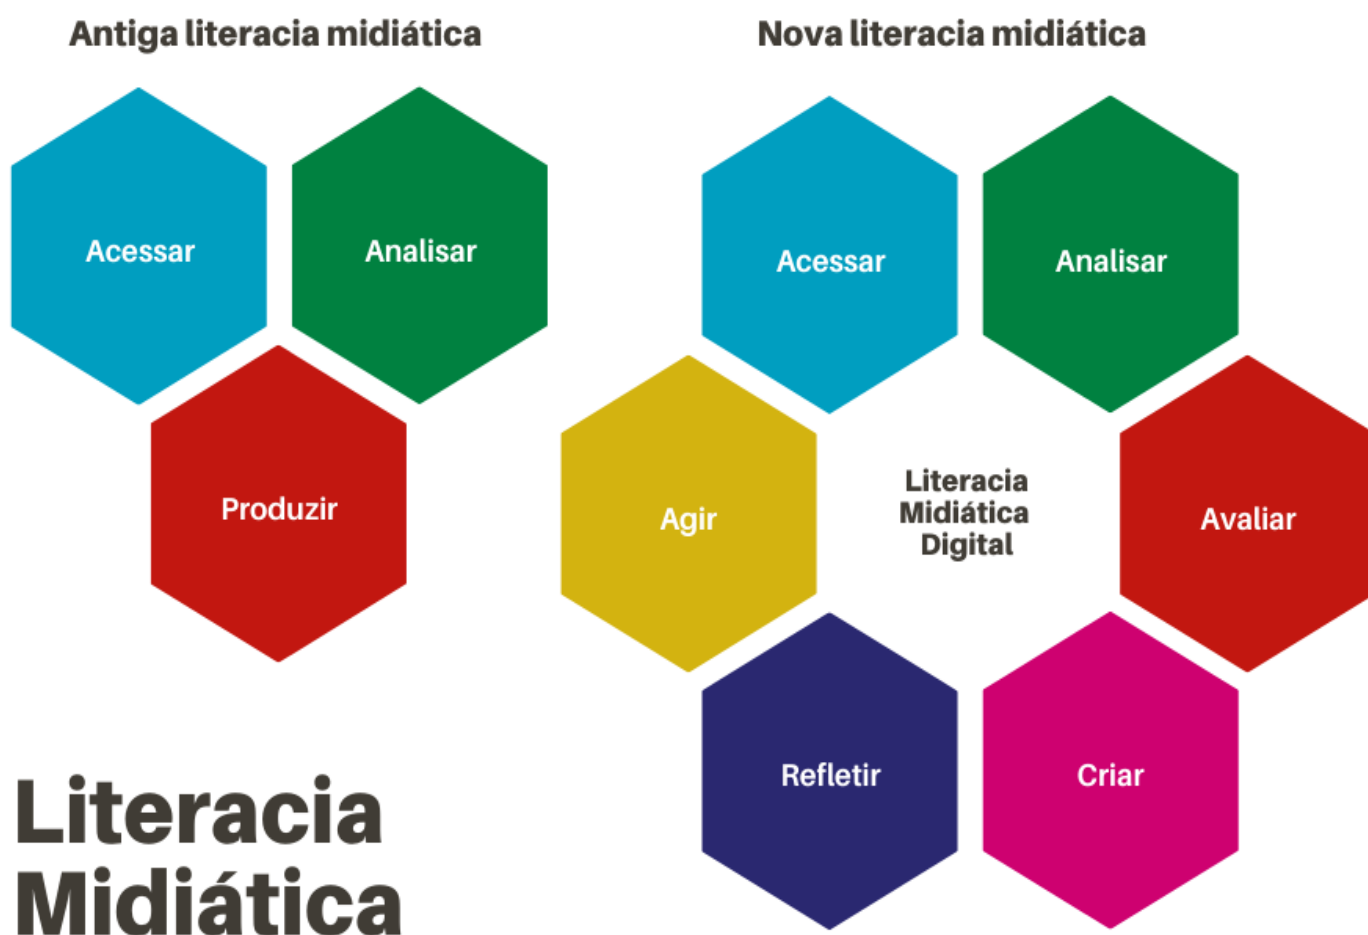 Antiga literacia midiática
Acessar
Analisar
Produzir
Nova literacia midiática
Acessar
Analisar
Agir
Literacia
Midiática
Digital
Avaliar
Refletir
Criar
Literacia
Midiática